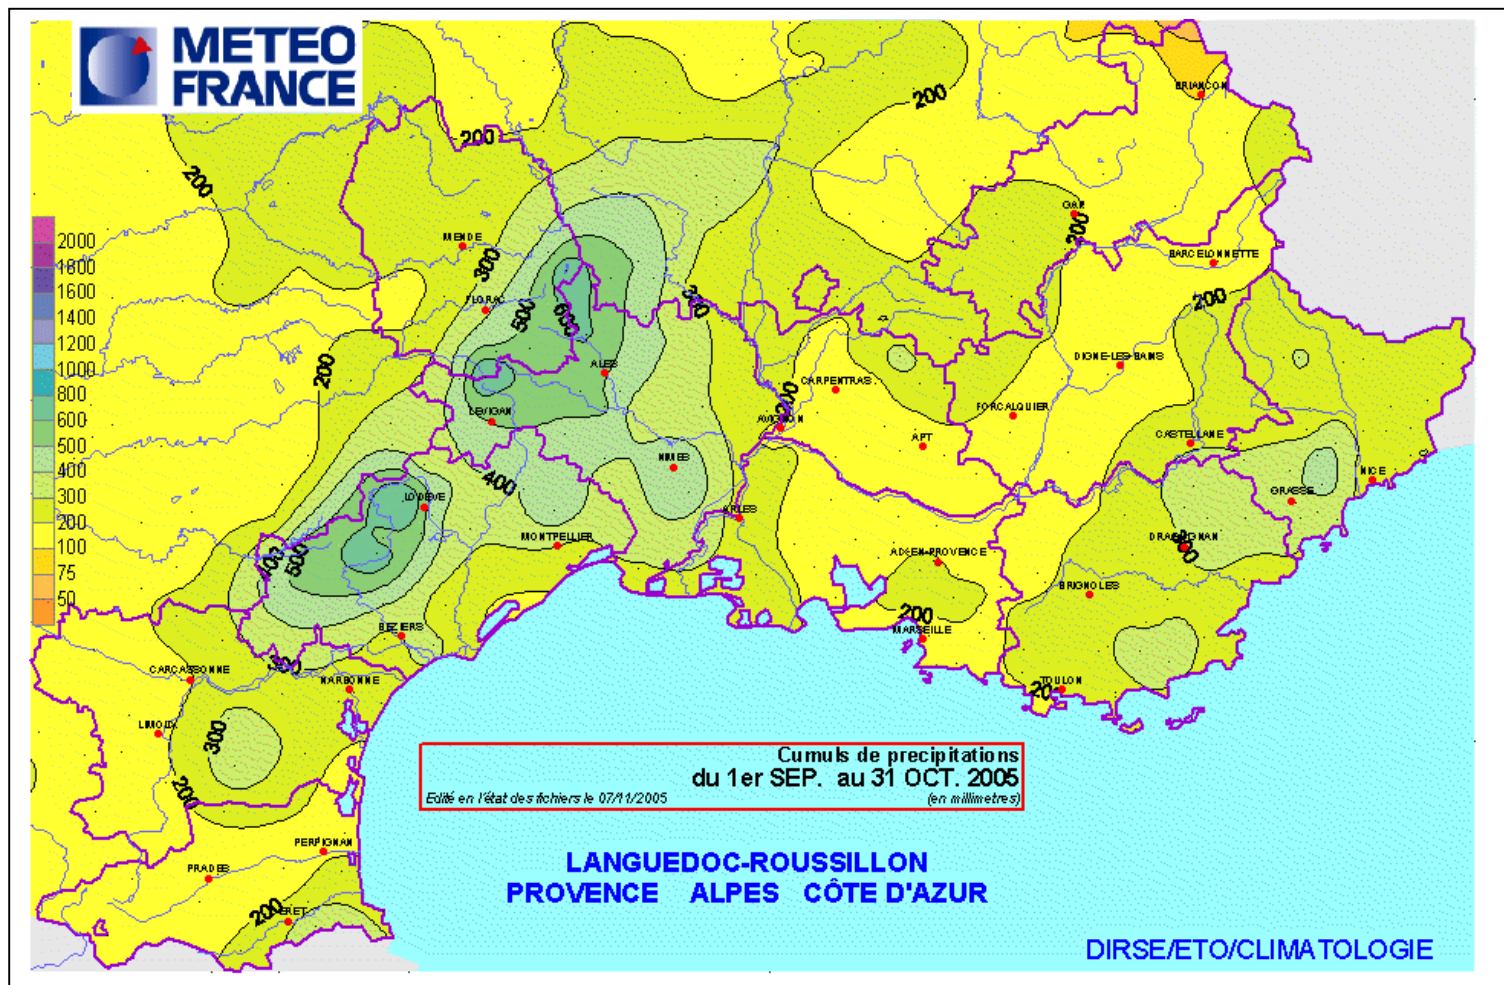 METEO
FRANCE
BRIANCON
200
200
200
GAP
200
MENDE
300
BARCELONNETTE
2000
1800
1600
1400
1200
1000
800
600
500
400
300
200
100
75
50
FLORAC
500
600
200
200
ALES
DIGNE-LES-BAINS
CARPENTRAS
LEVIGAN
FORCALQUIER
AVIGNON
APT
CASTELLANE
NIMES
NICE
400
LODEVE
GRASSE
ARLES
MONTPELLIER
DRAGUIGNAN
AIX-EN-PROVENCE
500
BRIGNOLES
200
MARSEILLE
BEZIERS
CARCASSONNE
NARBONNE
TOULON
LIMOUX
300
Cumuls de precipitations
du 1er SEP. au 31 OCT. 2005
Edité en l'état des fichiers le 07/11/2005 (en millimetres)
200
PERPIGNAN
PRADES
200
LANGUEDOC-ROUSSILLON
PROVENCE ALPES CÔTE D'AZUR
DIRSE/ETO/CLIMATOLOGIE